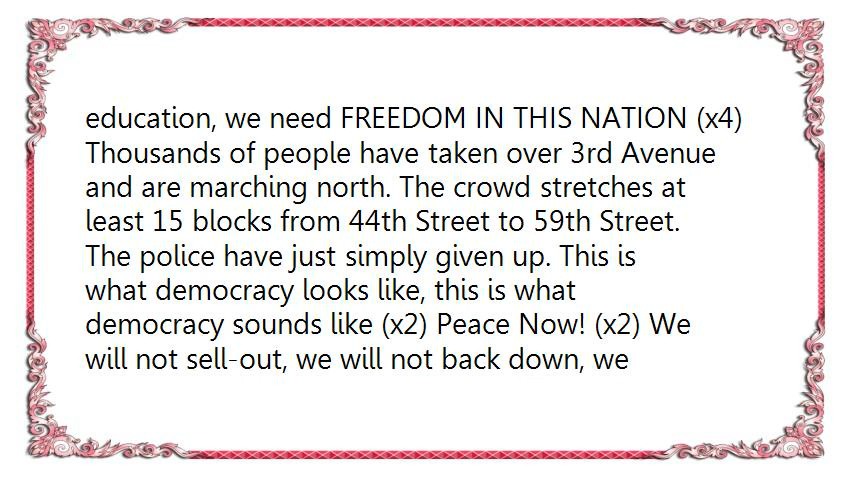 education, we need FREEDOM IN THIS NATION (x4)
Thousands of people have taken over 3rd Avenue
and are marching north. The crowd stretches at
least 15 blocks from 44th Street to 59th Street.
The police have just simply given up. This is
what democracy looks like, this is what
democracy sounds like (x2) Peace Now! (x2) We
will not sell-out, we will not back down, we